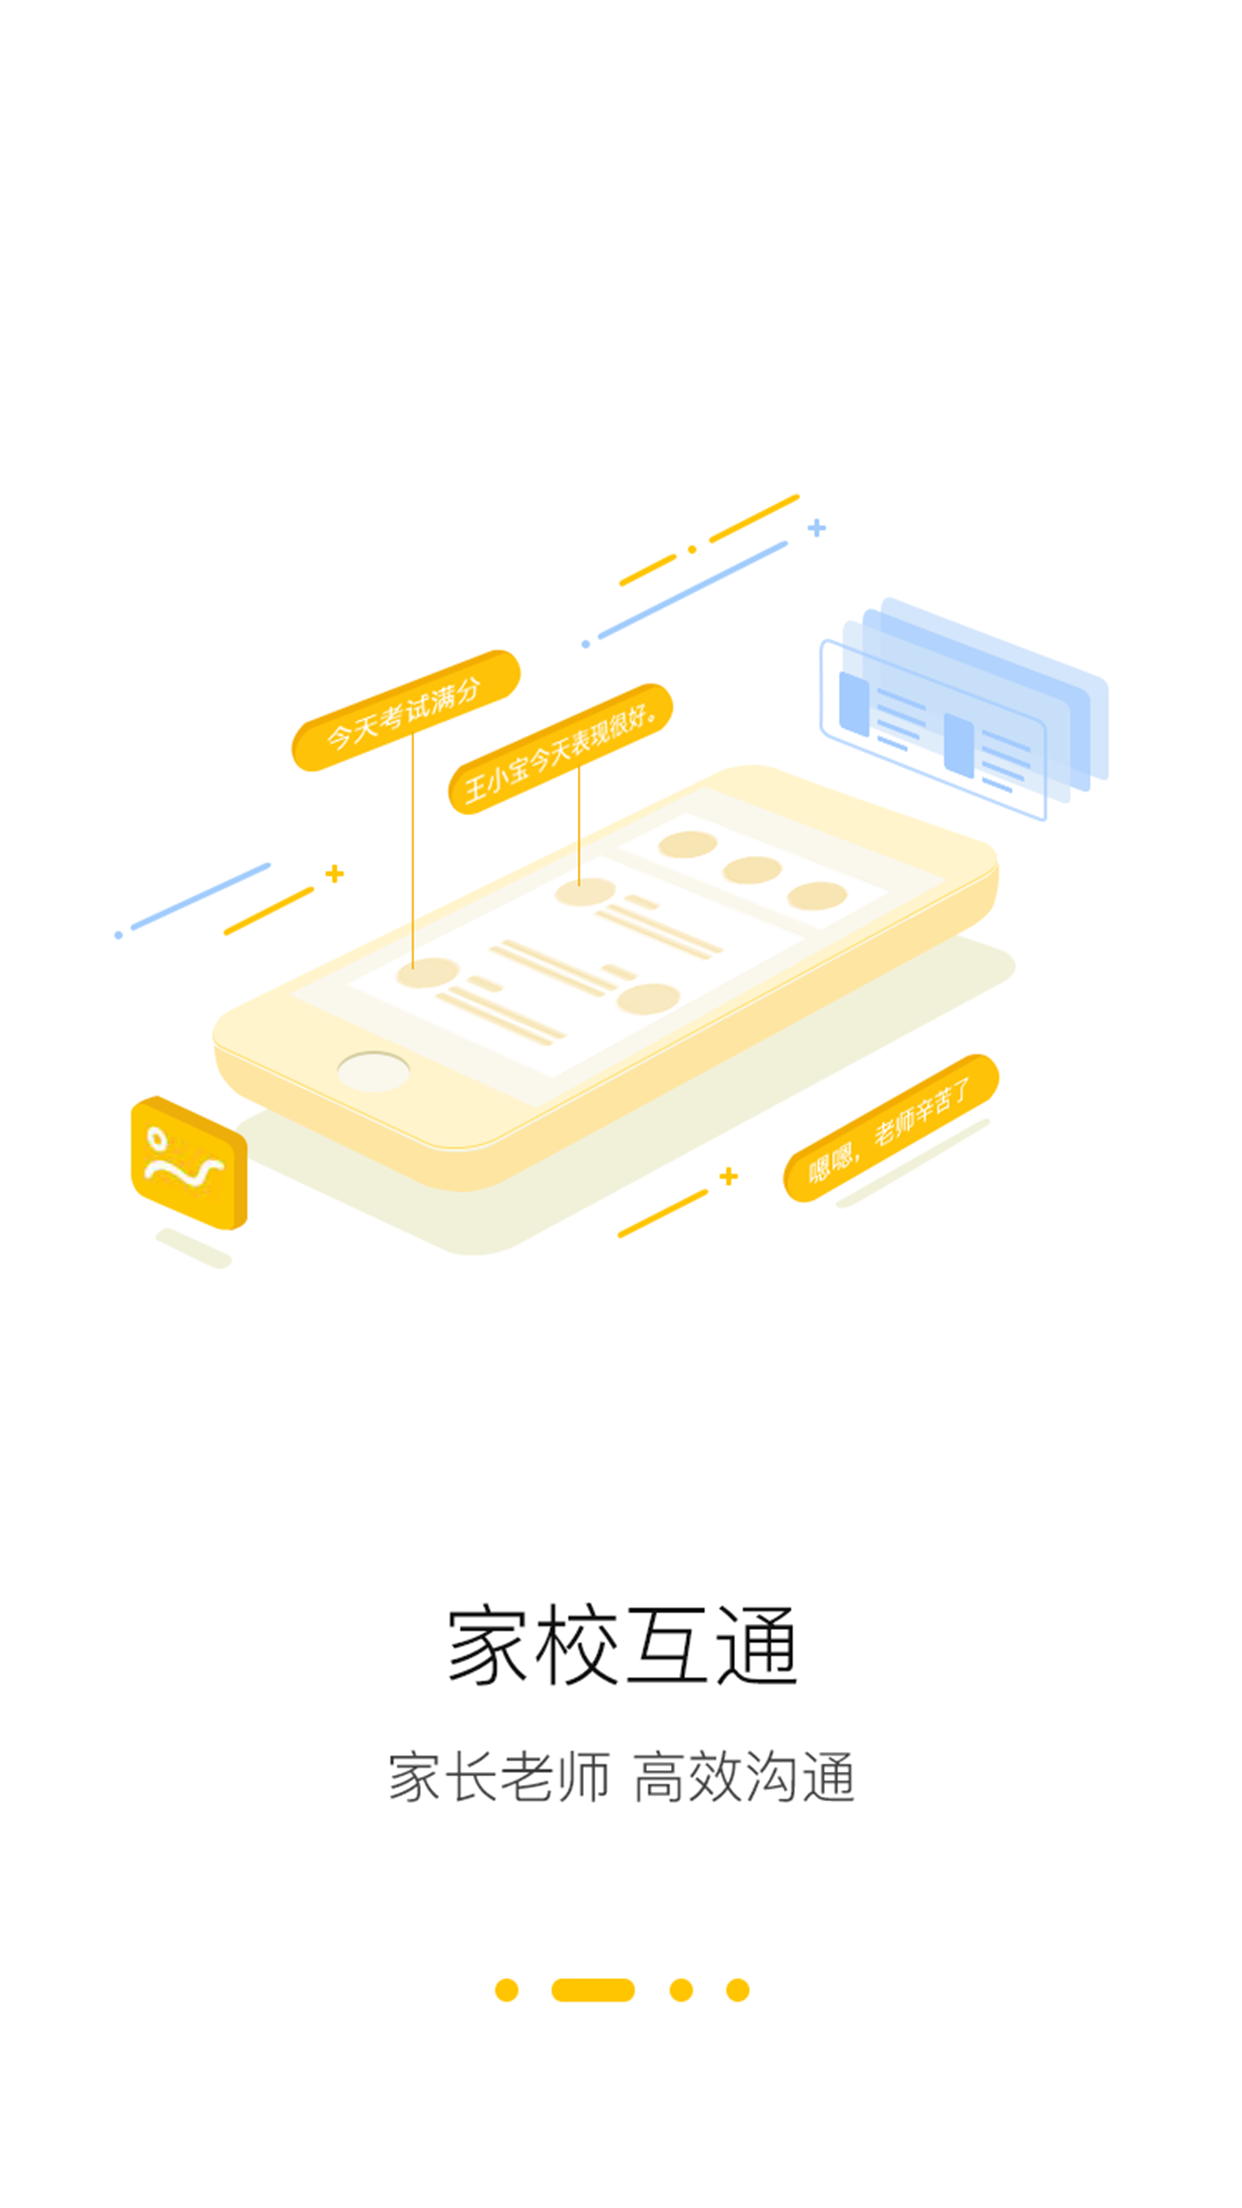 今天考试满分
王小宝今天表现很好。
嗯嗯，老师辛苦了
家校互通
家长老师 高效沟通